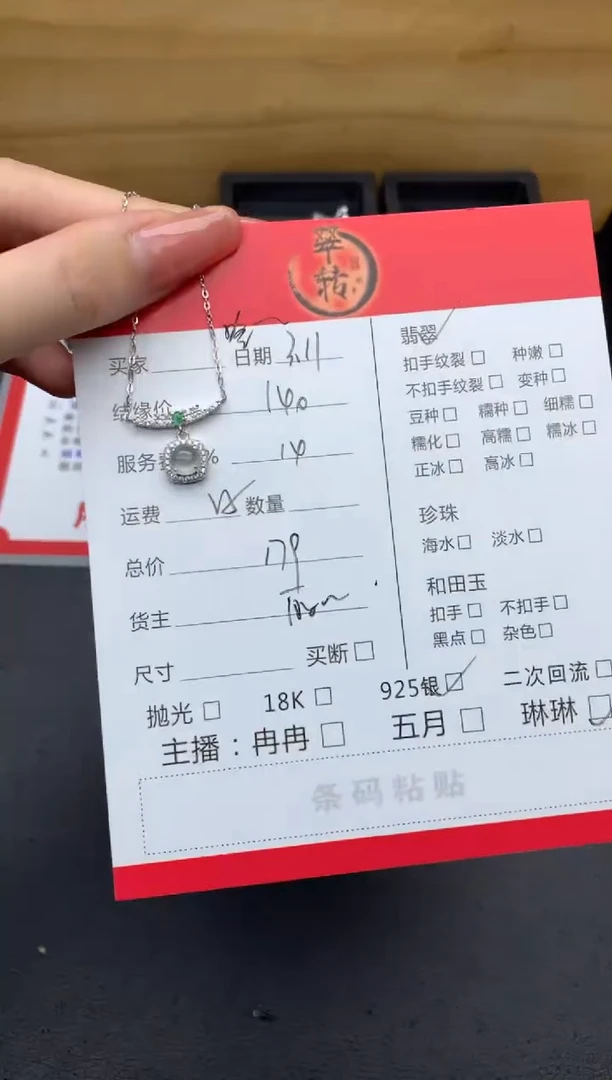 翠
转
买家 日期 3.11
翡翠
扣手纹裂 种嫩
结缘价 140
不扣手纹裂 变种
豆种 糯种 细糯
服务 % 14
糯化 高糯 糯冰
正冰 高冰
运费 数量
珍珠
海水 淡水
总价 179
和田玉
扣手 不扣手
货主
黑点 杂色
尺寸 买断
抛光 18K 925银 二次回流
主播：冉冉 五月 琳琳
条码粘贴